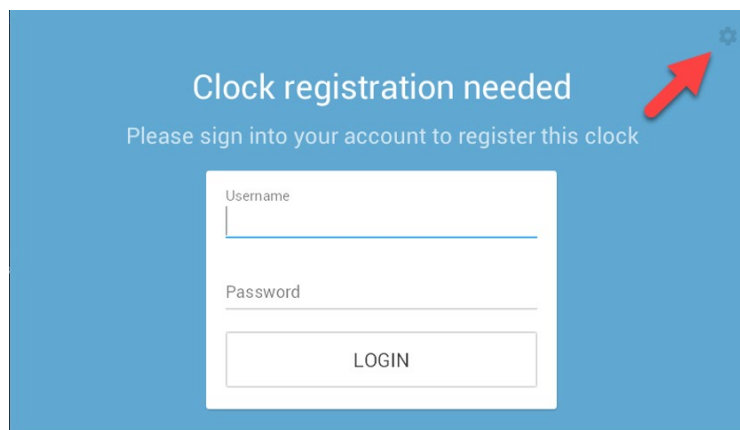 Clock registration needed
Please sign into your account to register this clock
Username
Password
LOGIN